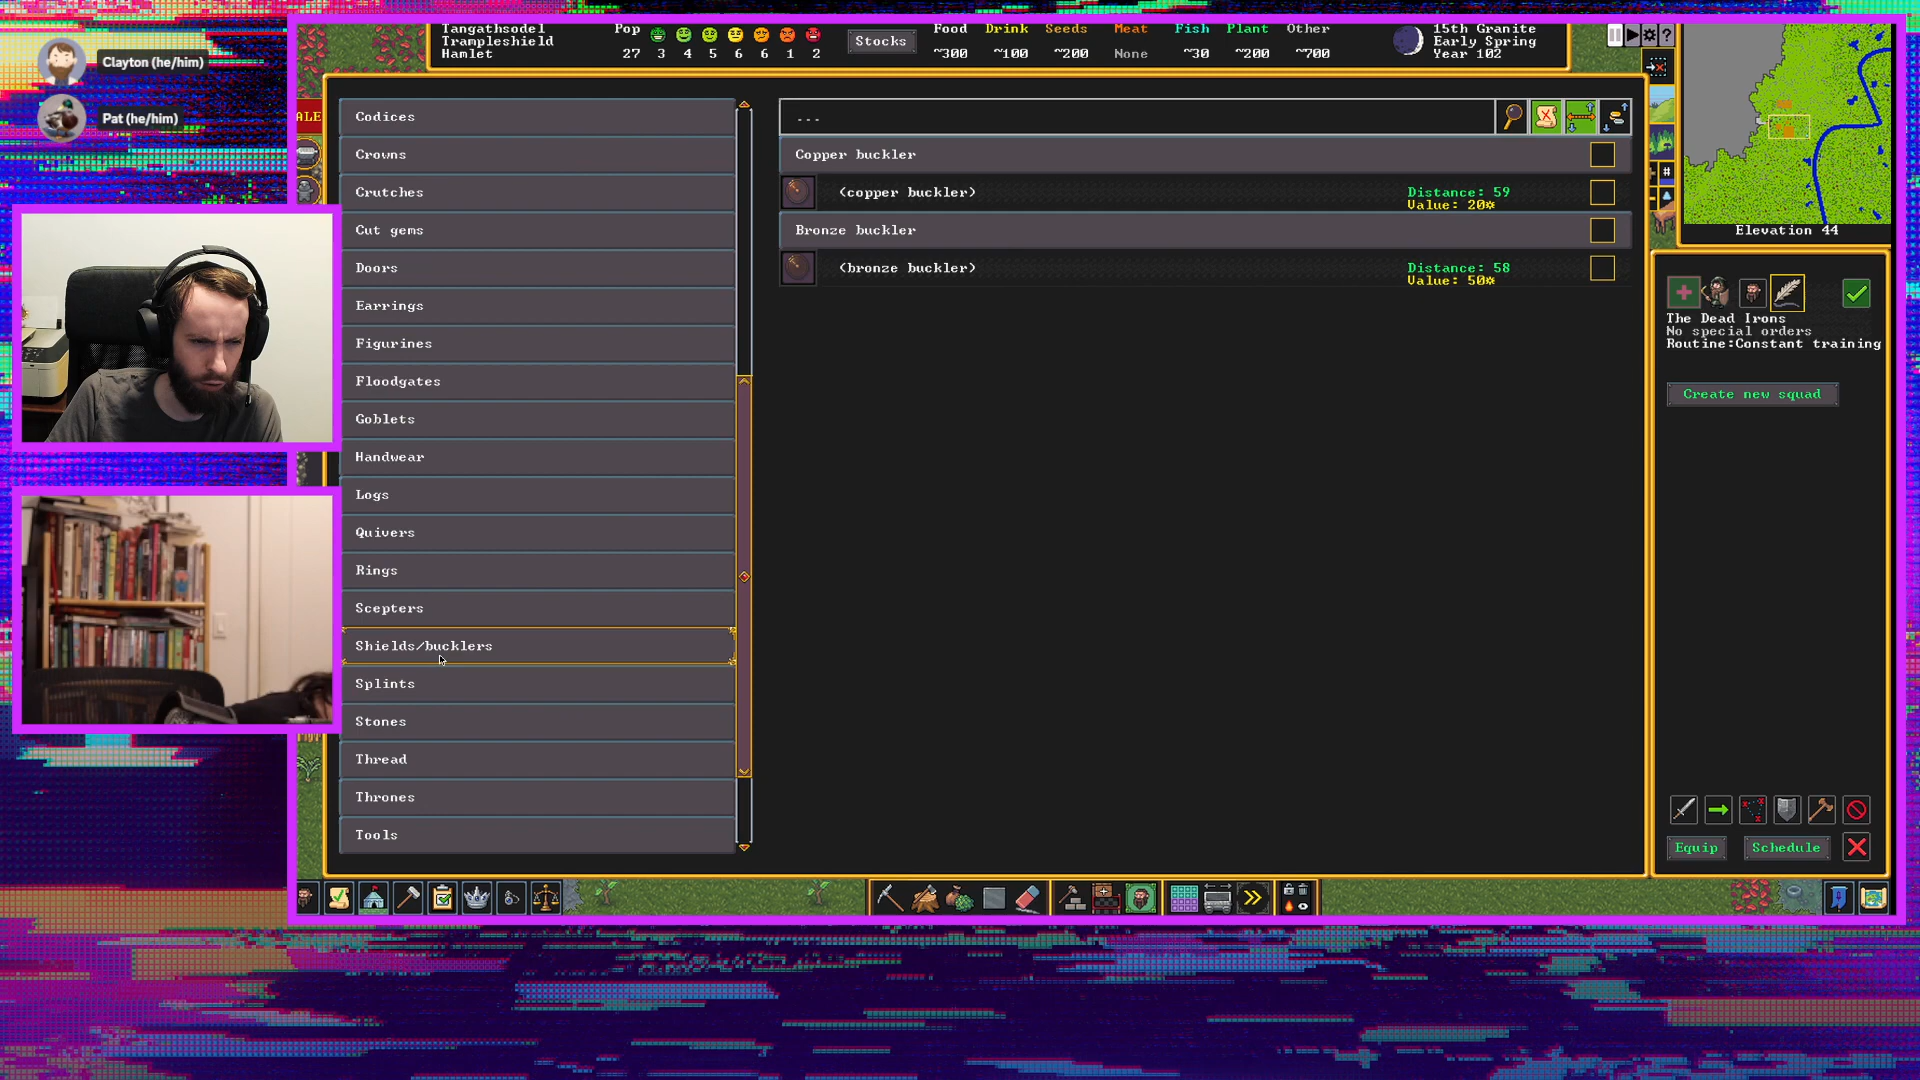 Clayton (he/him)
Pat (he/him)
Tangathsodel
Trampleshield
Hamlet
Pop
27 3 4 5 6 6 1 2
Stocks
Food Drink Seeds Meat Fish Plant Other
~300 ~100 ~200 None ~30 ~200 ~700
15th Granite
Early Spring
Year 102
ALE
Codices
Crowns
Crutches
Cut gems
Doors
Earrings
Figurines
Floodgates
Goblets
Handwear
Logs
Quivers
Rings
Scepters
Shields/bucklers
Splints
Stones
Thread
Thrones
Tools
...
Copper buckler
(copper buckler)
Distance: 59
Value: 20☼
Bronze buckler
(bronze buckler)
Distance: 58
Value: 50☼
Elevation 44
The Dead Irons
No special orders
Routine:Constant training
Create new squad
Equip
Schedule